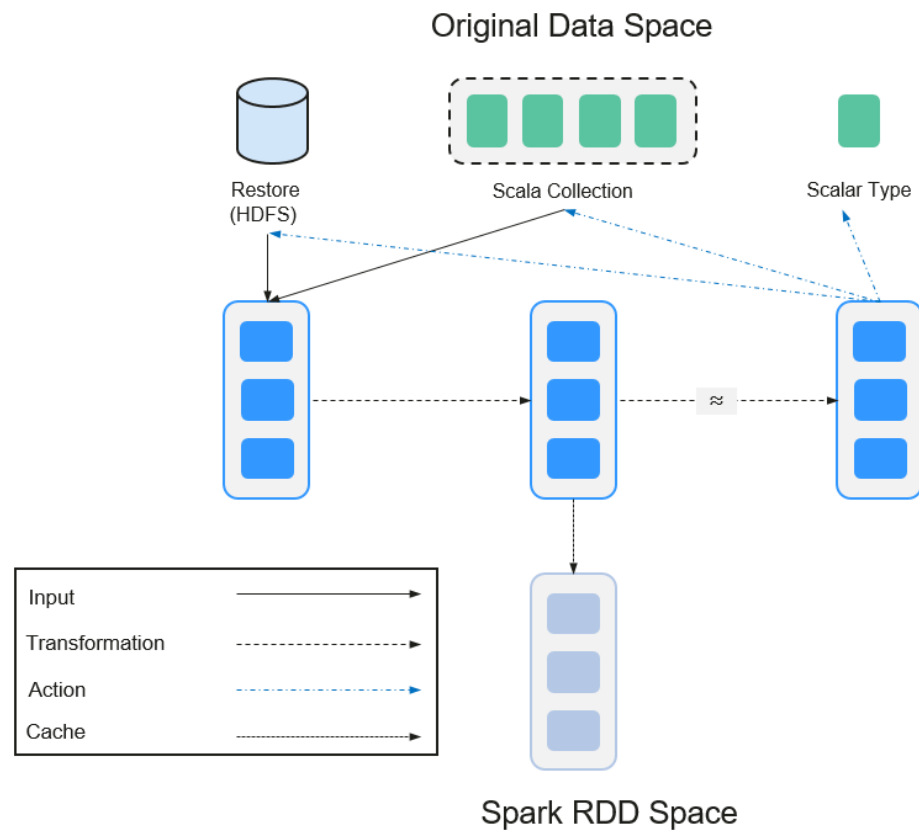 Original Data Space
Restore
(HDFS)
Scala Collection
Scalar Type
≈
Input
Transformation
Action
Cache
Spark RDD Space